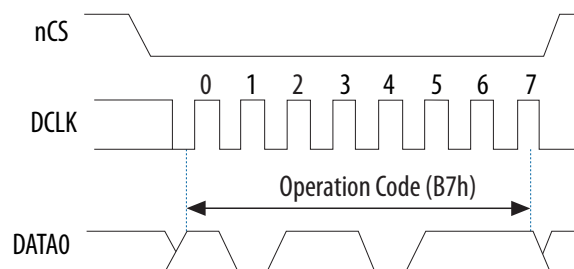 nCS
0 1 2 3 4 5 6 7
DCLK
Operation Code (B7h)
DATA0